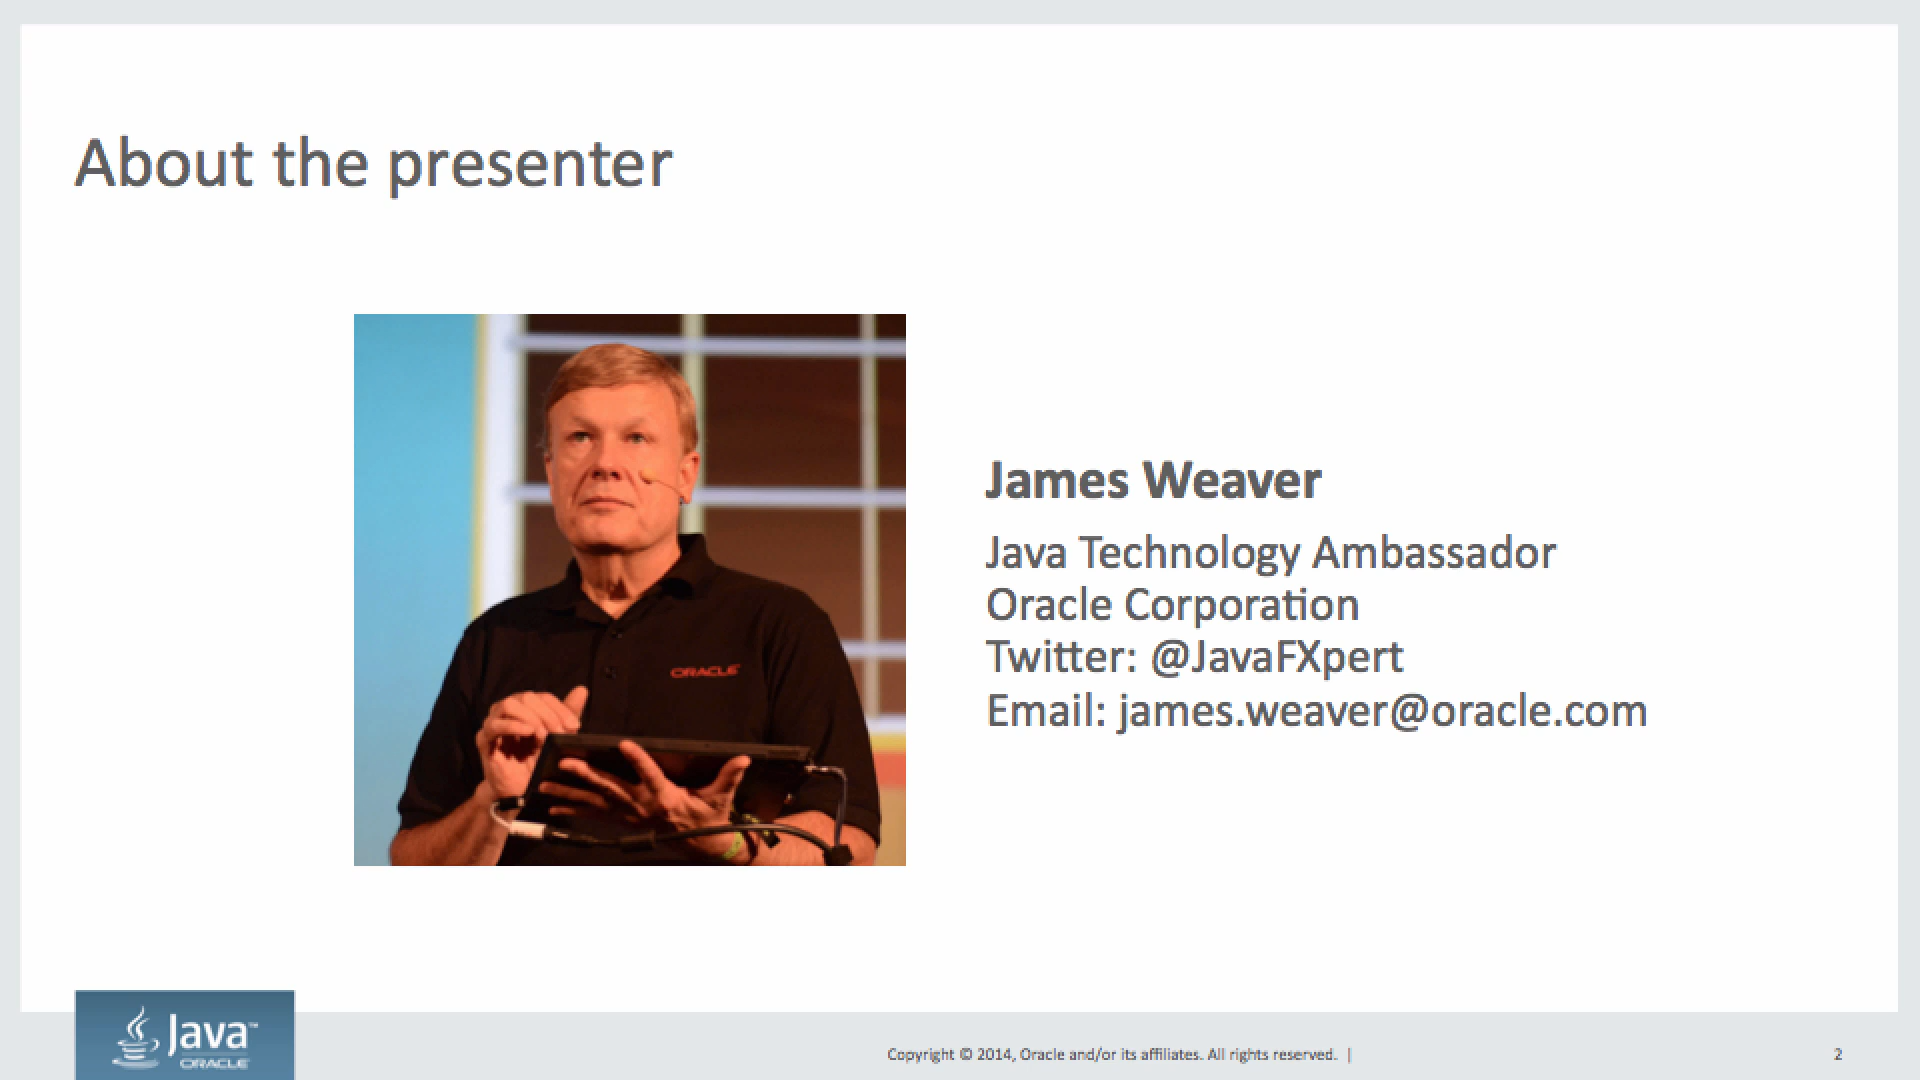 About the presenter
ORACLE
James Weaver
Java Technology Ambassador
Oracle Corporation
Twitter: @JavaFXpert
Email: james.weaver@oracle.com
Java™
ORACLE
Copyright © 2014, Oracle and/or its affiliates. All rights reserved. |
2